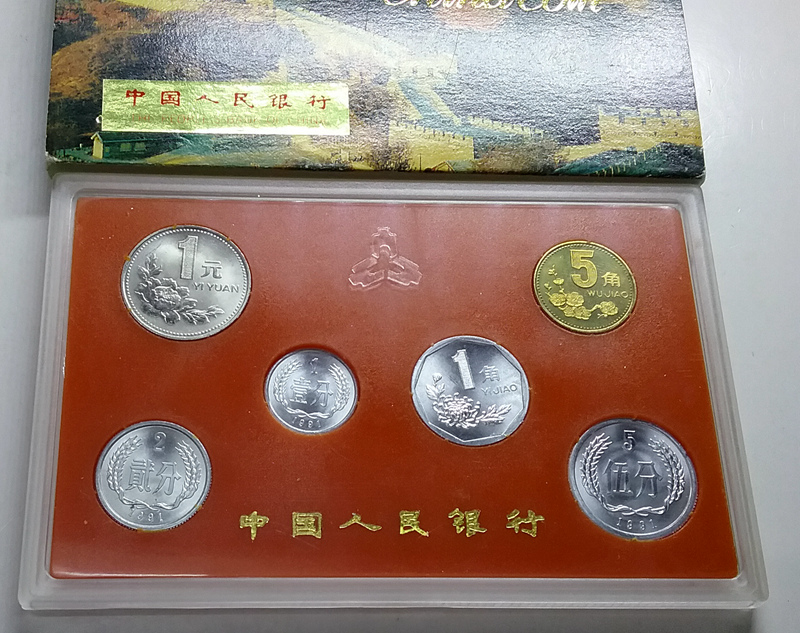 中国人民银行
1元
YI YUAN
5角
WU JIAO
1
壹分
1991
1角
YI JIAO
2
贰分
1991
5
伍分
1991
中国人民银行